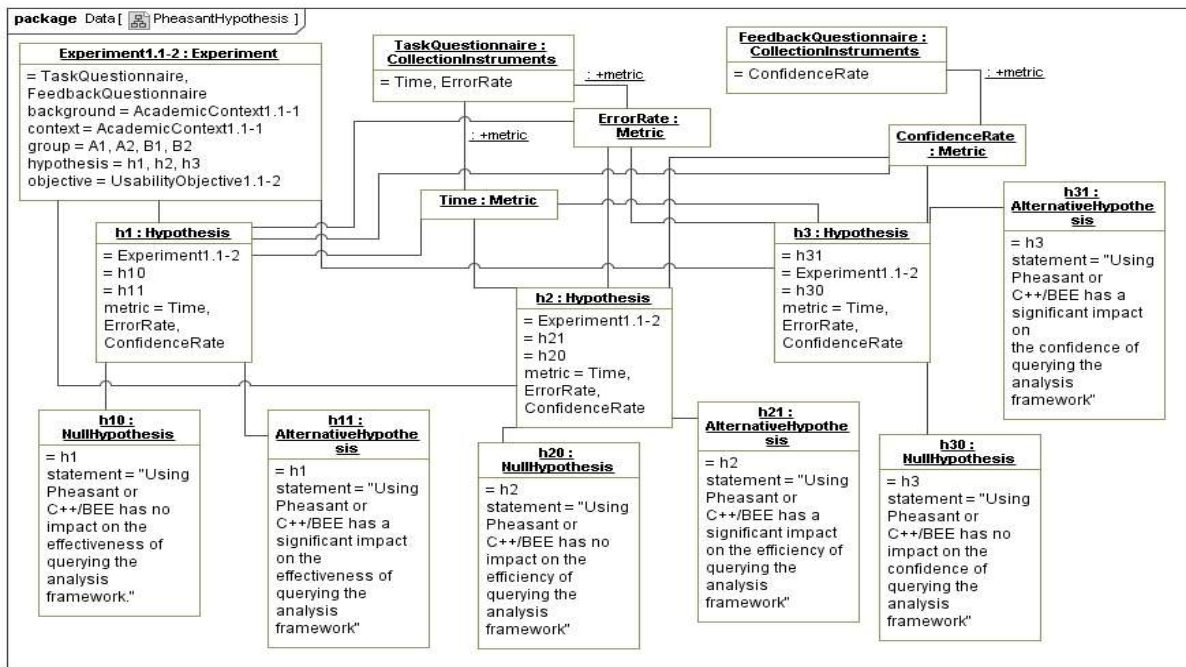 package Data [ PheasantHypothesis ]
Experiment1.1-2 : Experiment
= TaskQuestionnaire,
FeedbackQuestionnaire
background = AcademicContext1.1-1
context = AcademicContext1.1-1
group = A1, A2, B1, B2
hypothesis = h1, h2, h3
objective = UsabilityObjective1.1-2
TaskQuestionnaire :
CollectionInstruments
= Time, ErrorRate
: +metric
: +metric
FeedbackQuestionnaire :
CollectionInstruments
= ConfidenceRate
: +metric
ErrorRate :
Metric
ConfidenceRate
: Metric
Time : Metric
h1 : Hypothesis
= Experiment1.1-2
= h10
= h11
metric = Time,
ErrorRate,
ConfidenceRate
h2 : Hypothesis
= Experiment1.1-2
= h21
= h20
metric = Time,
ErrorRate,
ConfidenceRate
h3 : Hypothesis
= h31
= Experiment1.1-2
= h30
metric = Time,
ErrorRate,
ConfidenceRate
h31 :
AlternativeHypothe
sis
= h3
statement = "Using
Pheasant or
C++/BEE has a
significant impact
on
the confidence of
querying the
analysis
framework"
h10 :
NullHypothesis
= h1
statement = "Using
Pheasant or
C++/BEE has no
impact on the
effectiveness of
querying the
analysis
framework."
h11 :
AlternativeHypothe
sis
= h1
statement = "Using
Pheasant or
C++/BEE has a
significant impact
on the
effectiveness of
querying the
analysis
framework"
h20 :
NullHypothesis
= h2
statement = "Using
Pheasant or
C++/BEE has no
impact on the
efficiency of
querying the
analysis
framework"
h21 :
AlternativeHypothe
sis
= h2
statement = "Using
Pheasant or
C++/BEE has a
significant impact
on the efficiency of
querying the
analysis
framework"
h30 :
NullHypothesis
= h3
statement = "Using
Pheasant or
C++/BEE has no
impact on the
confidence of
querying the
analysis
framework"